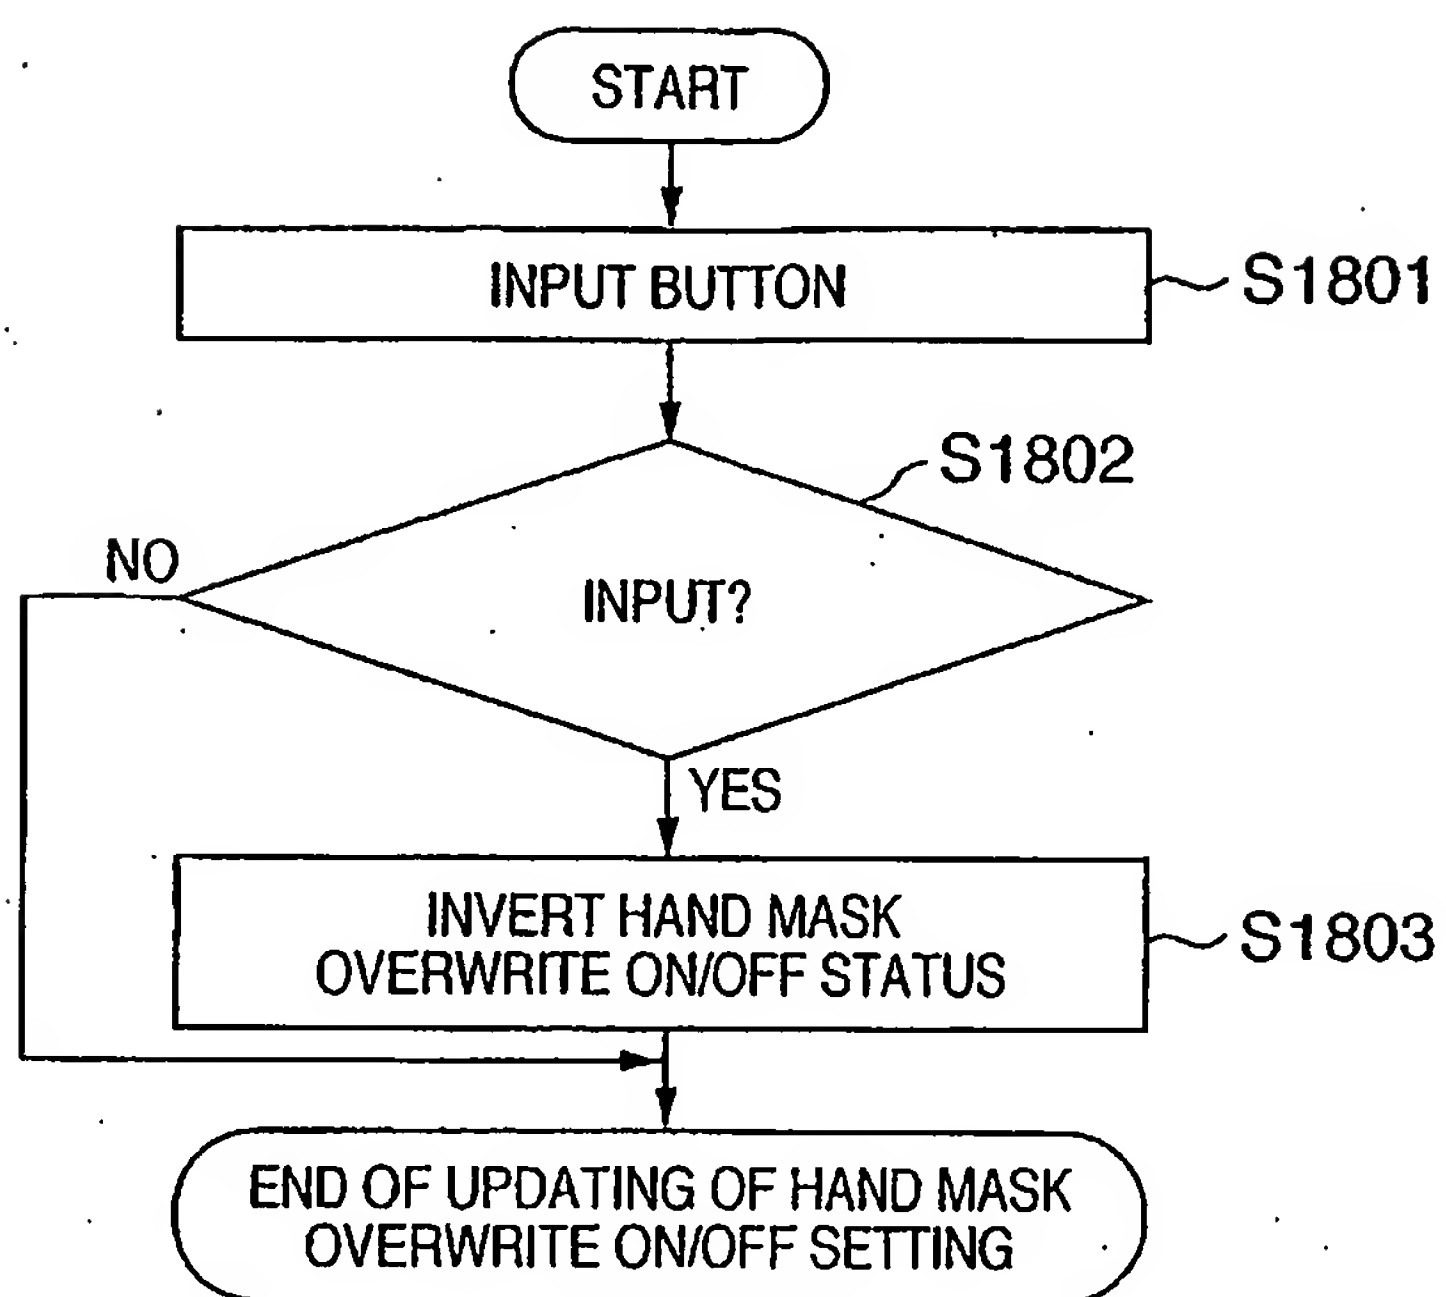 START
INPUT BUTTON
S1801
S1802
NO
INPUT?
YES
INVERT HAND MASK
OVERWRITE ON/OFF STATUS
S1803
END OF UPDATING OF HAND MASK
OVERWRITE ON/OFF SETTING